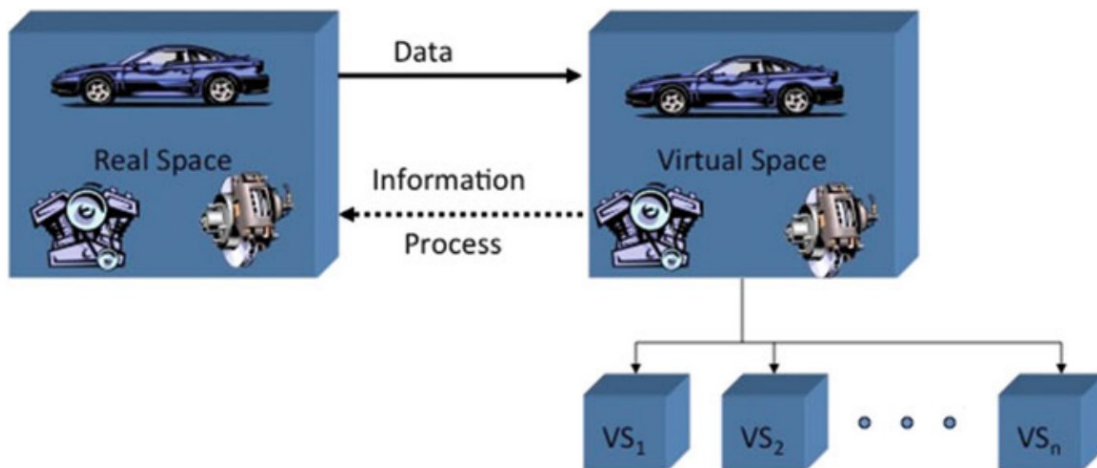 Data
Real Space
Virtual Space
Information
Process
VS₁
VS₂
VSₙ